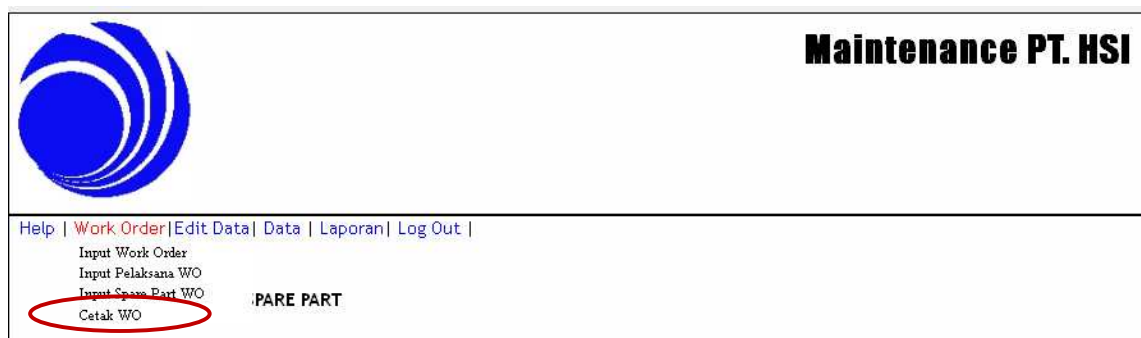 Maintenance PT. HSI
Help | Work Order|Edit Data| Data | Laporan| Log Out |
Input Work Order
Input Pelaksana WO
Input Spare Part WO
PARE PART
Cetak WO